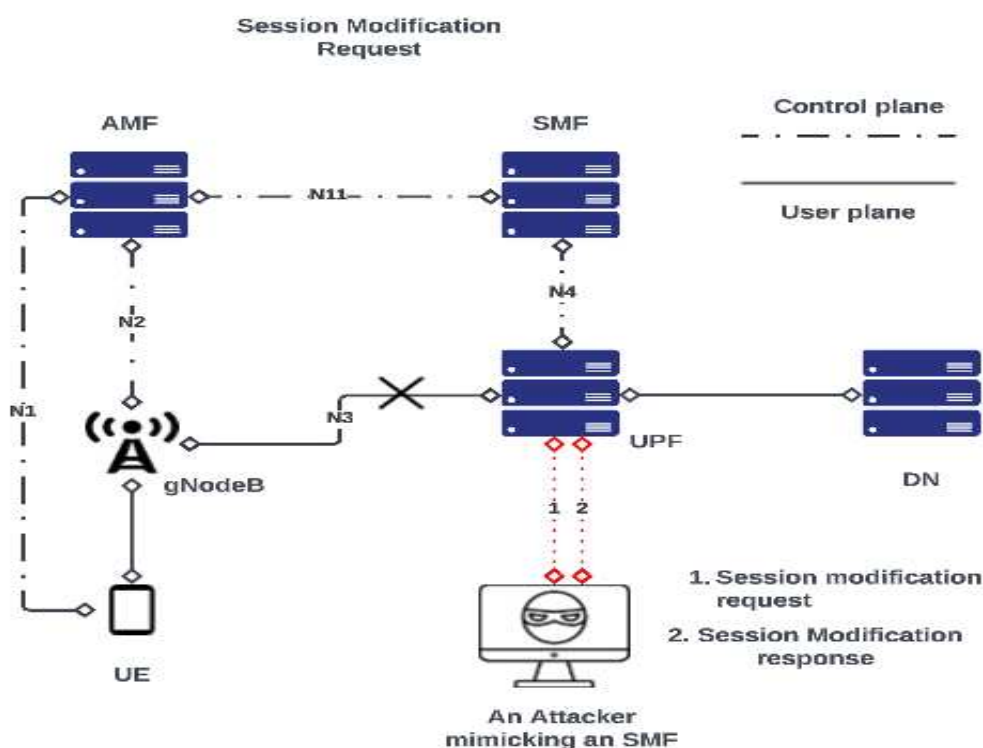 Session Modification
Request
AMF
SMF
Control plane
N11
User plane
N4
N2
N1
N3
UPF
gNodeB
DN
1
2
1. Session modification
request
2. Session Modification
response
UE
An Attacker
mimicking an SMF